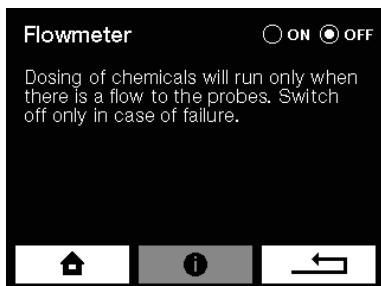 Flowmeter ON OFF
Dosing of chemicals will run only when
there is a flow to the probes. Switch
off only in case of failure.